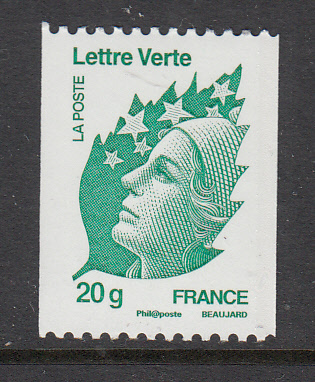 Lettre Verte
LA POSTE
20 g FRANCE
Phil@poste BEAUJARD